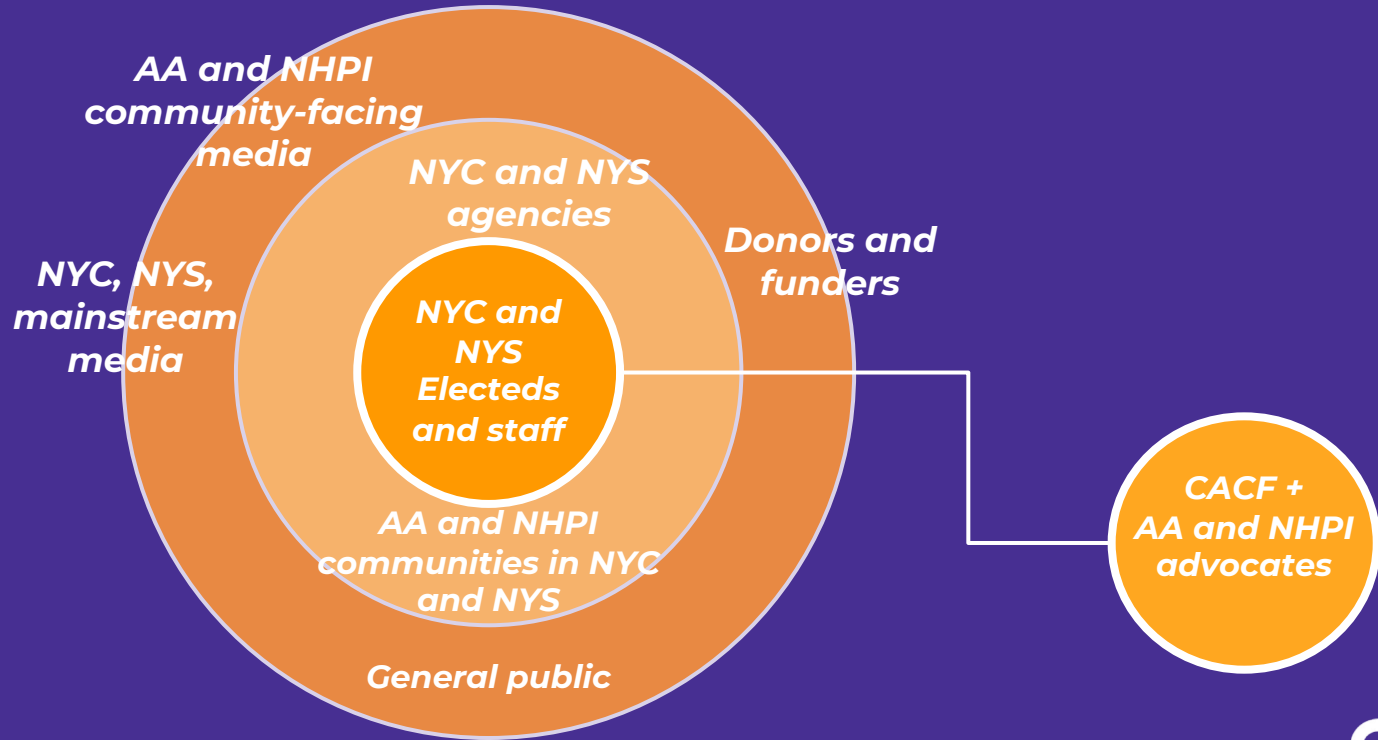 AA and NHPI
community-facing
media
NYC and NYS
agencies
Donors and
funders
NYC, NYS,
mainstream
media
NYC and
NYS
Electeds
and staff
AA and NHPI
communities in NYC
and NYS
General public
CACF +
AA and NHPI
advocates